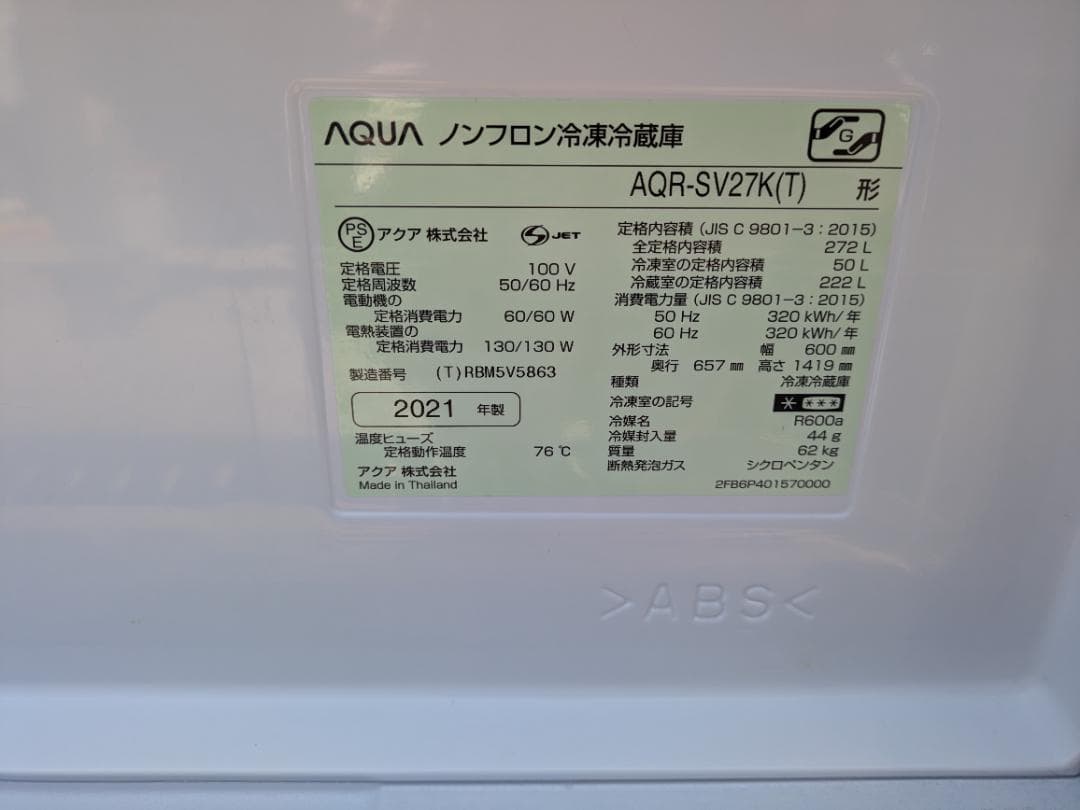 AQUA ノンフロン冷凍冷蔵庫
G
AQR-SV27K(T) 形
PS
E
アクア 株式会社
S JET
定格電圧 100 V
定格周波数 50/60 Hz
電動機の
定格消費電力 60/60 W
電熱装置の
定格消費電力 130/130 W
製造番号 (T)RBM5V5863
2021 年製
温度ヒューズ
定格動作温度 76 ℃
アクア 株式会社
Made in Thailand
定格内容積 (JIS C 9801-3:2015)
全定格内容積 272 L
冷凍室の定格内容積 50 L
冷蔵室の定格内容積 222 L
消費電力量 (JIS C 9801-3:2015)
50 Hz 320 kWh/年
60 Hz 320 kWh/年
外形寸法 幅 600 ㎜
奥行 657 ㎜ 高さ 1419 ㎜
種類 冷凍冷蔵庫
冷凍室の記号 * ***
冷媒名 R600a
冷媒封入量 44 g
質量 62 kg
断熱発泡ガス シクロペンタン
2FB6P401570000
>ABS<